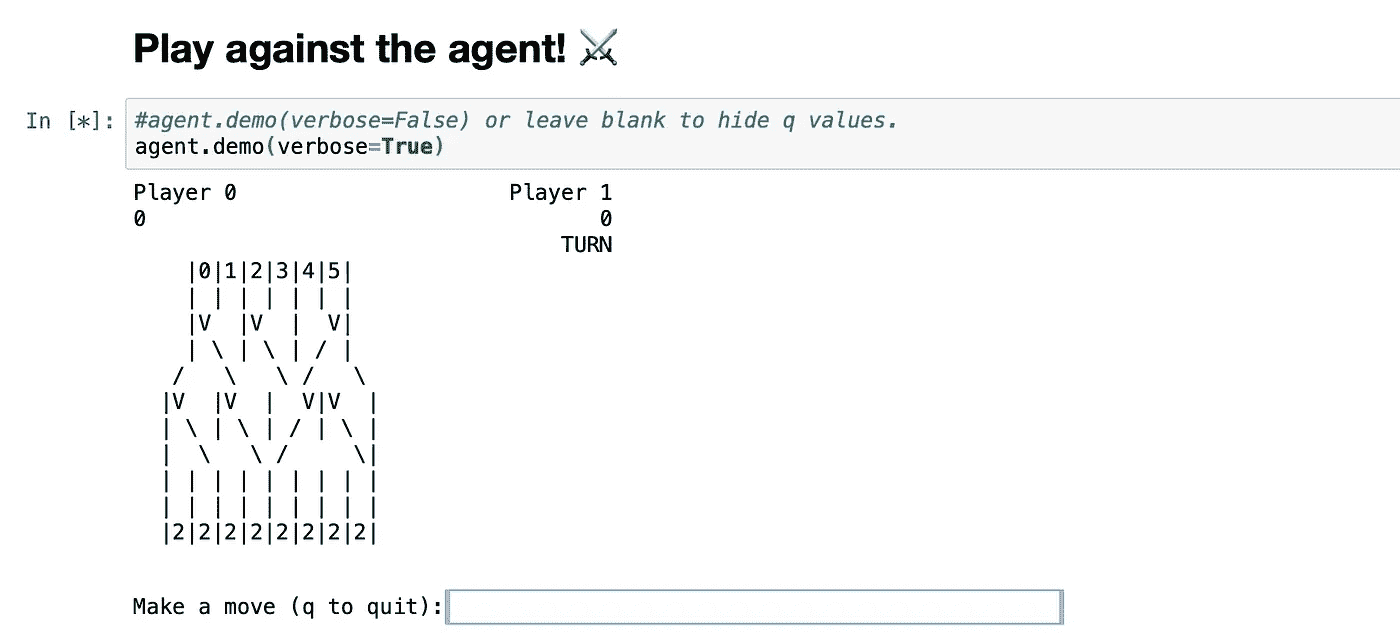 Play against the agent! ⚔
In [*]: #agent.demo(verbose=False) or leave blank to hide q values.
agent.demo(verbose=True)
Player 0                     Player 1
0                                   0
                                 TURN
    |0|1|2|3|4|5|
    | | | | | | |
    |V  |V  |  V|
    | \ | \ | / |
   /   \   \ /   \
  |V  |V  |  V|V  |
  | \ | \ | / | \ |
  |  \   \ /     \|
  | | | | | | | | |
  | | | | | | | | |
  |2|2|2|2|2|2|2|2|
Make a move (q to quit):